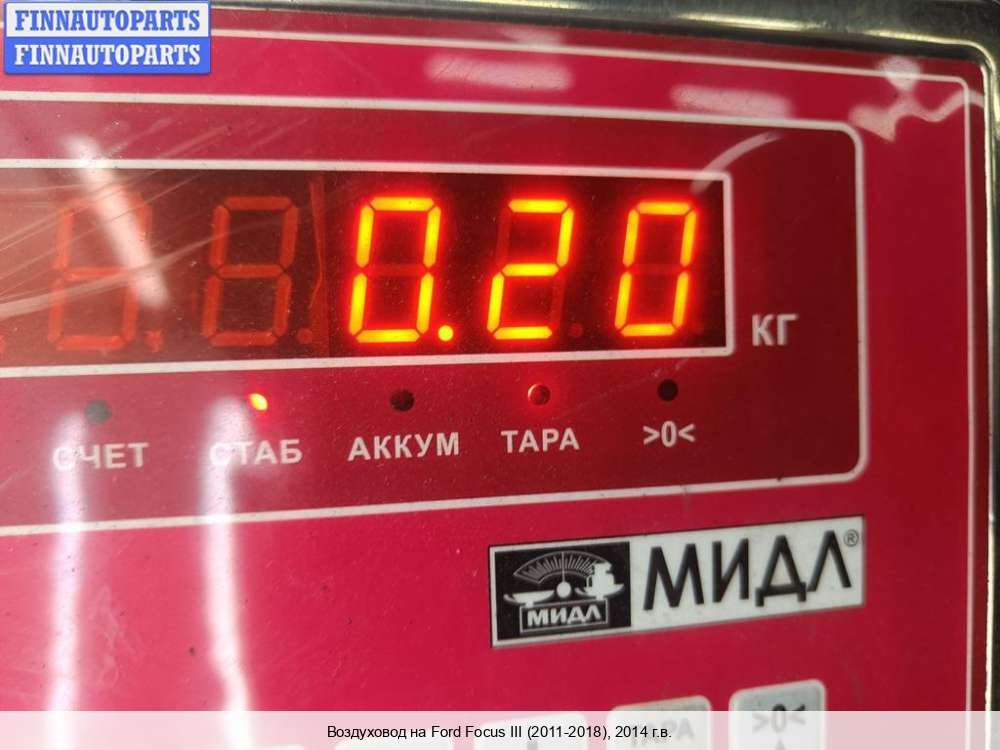 FINNAUTOPARTS
FINNAUTOPARTS
0.20
КГ
СЧЕТ СТАБ АККУМ ТАРА >0<
МИДЛ МИДЛ®
ТАРА >0<
Воздуховод на Ford Focus III (2011-2018), 2014 г.в.